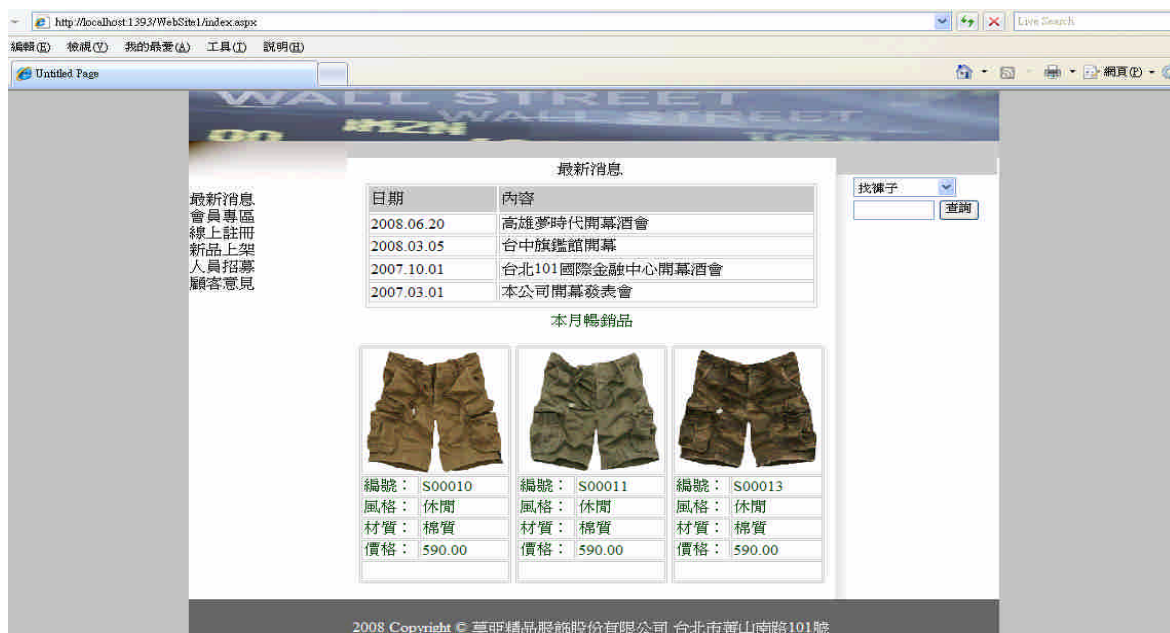 http://localhost:1393/WebSite1/index.aspx
Live Search
編輯(E) 檢視(V) 我的最愛(A) 工具(T) 說明(H)
Untitled Page
網頁(P)
WALL STREET
WALL STREET
最新消息
會員專區
線上註冊
新品上架
人員招募
顧客意見
最新消息
日期 內容
2008.06.20 高雄夢時代開幕酒會
2008.03.05 台中旗鑑館開幕
2007.10.01 台北101國際金融中心開幕酒會
2007.03.01 本公司開幕發表會
本月暢銷品
編號： S00010
風格： 休閒
材質： 棉質
價格： 590.00
編號： S00011
風格： 休閒
材質： 棉質
價格： 590.00
編號： S00013
風格： 休閒
材質： 棉質
價格： 590.00
找褲子
查詢
2008 Copyright © 精品服飾股份有限公司 台北市 山南路101號